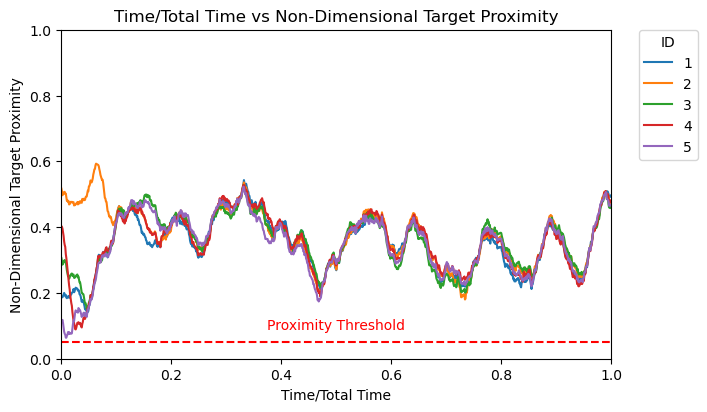 Time/Total Time vs Non-Dimensional Target Proximity
Non-Dimensional Target Proximity
1.0
0.8
0.6
0.4
0.2
0.0
Proximity Threshold
0.0 0.2 0.4 0.6 0.8 1.0
Time/Total Time
ID
1
2
3
4
5